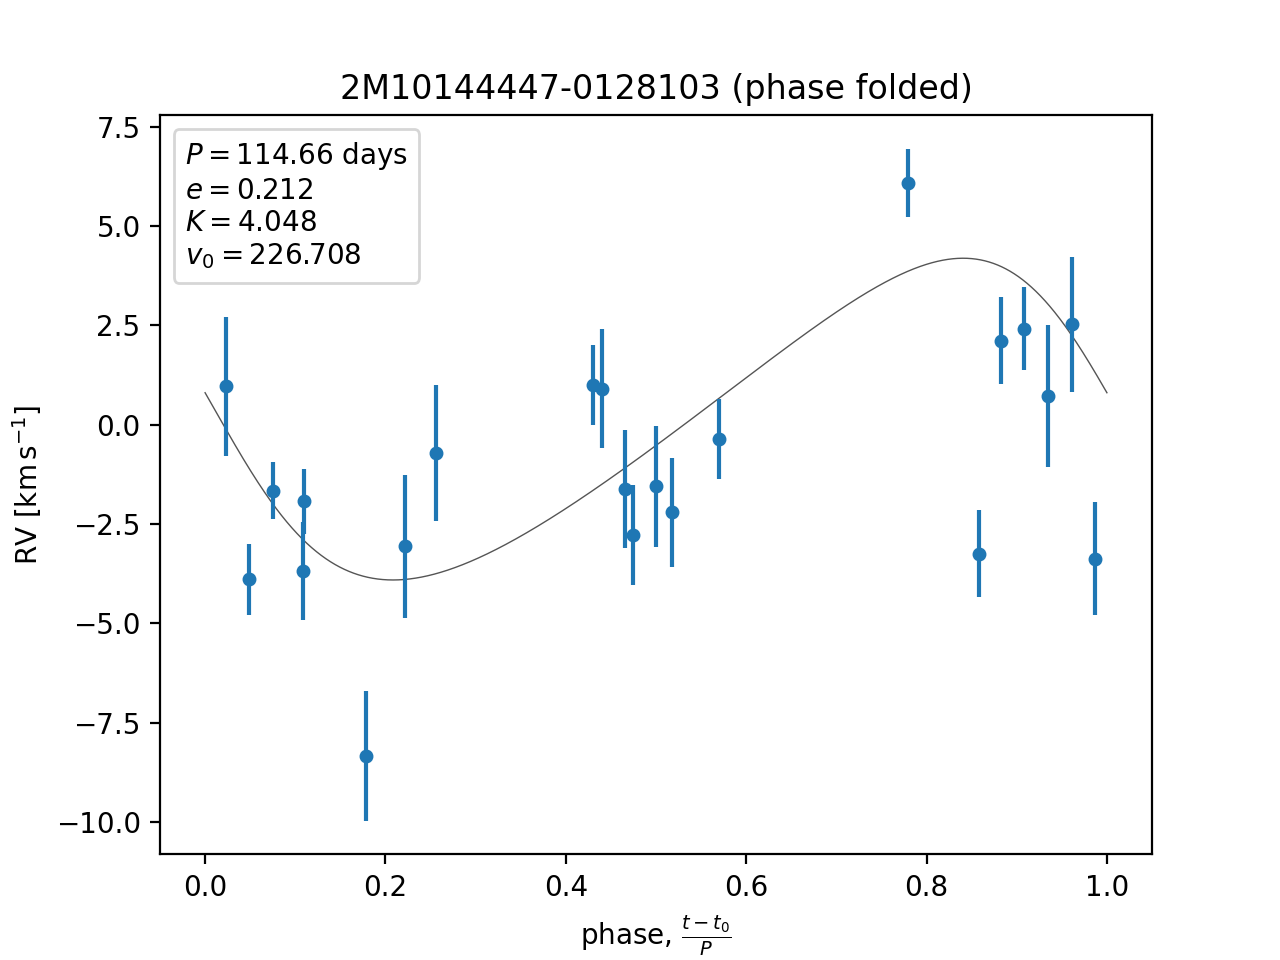 2M10144447-0128103 (phase folded)
P = 114.66 days
e = 0.212
K = 4.048
v₀ = 226.708
7.5
5.0
2.5
0.0
−2.5
−5.0
−7.5
−10.0
RV [km s⁻¹]
0.0 0.2 0.4 0.6 0.8 1.0
phase, (t − t₀)/P